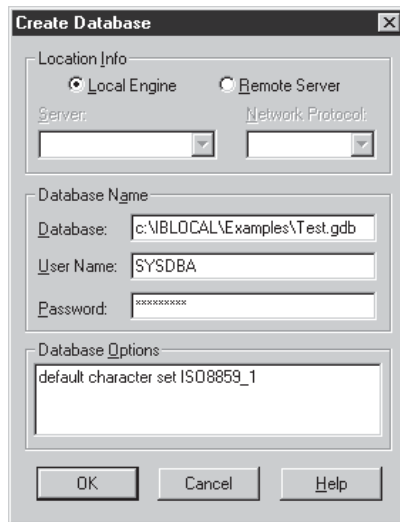 Create Database
Location Info
Local Engine Remote Server
Server: Network Protocol:
Database Name
Database: c:\IBLOCAL\Examples\Test.gdb
User Name: SYSDBA
Password: *********
Database Options
default character set ISO8859_1
OK Cancel Help